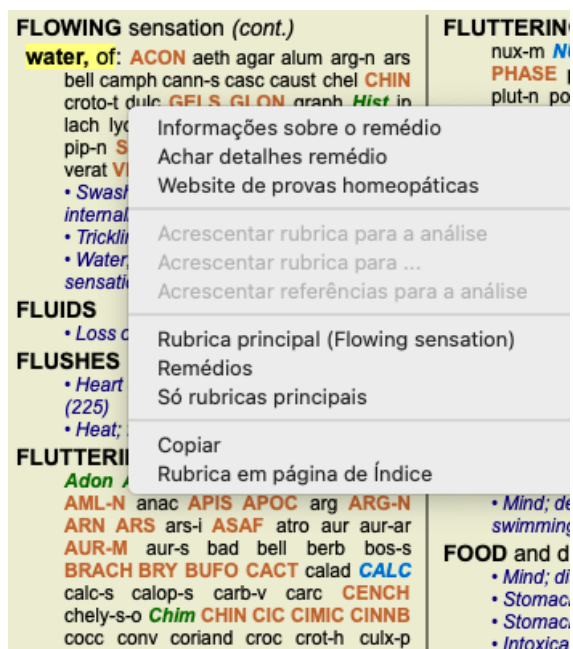 FLOWING sensation (cont.)
water, of: ACON aeth agar alum arg-n ars
bell camph cann-s casc caust chel CHIN
croto-t dulc GELS GLON graph Hist ip
lach
pip-n
verat
• Swash
internal
• Trickli
• Water,
sensati
FLUIDS
• Loss
FLUSHES
• Heart
(225)
• Heat;
FLUTTERI
Adon
AML-N anac APIS APOC arg ARG-N
ARN ARS ars-i ASAF atro aur aur-ar
AUR-M aur-s bad bell berb bos-s
BRACH BRY BUFO CACT calad CALC
calc-s calop-s carb-v carc CENCH
chely-s-o Chim CHIN CIC CIMIC CINNB
cocc conv coriand croc crot-h culx-p
Informações sobre o remédio
Achar detalhes remédio
Website de provas homeopáticas
Acrescentar rubrica para a análise
Acrescentar rubrica para ...
Acrescentar referências para a análise
Rubrica principal (Flowing sensation)
Remédios
Só rubricas principais
Copiar
Rubrica em página de Índice
FLUTTERING
nux-m
PHASE
plut-n
• Mind; de
swimming
FOOD and d
• Mind; di
• Stomac
• Stomac
• Intoxica